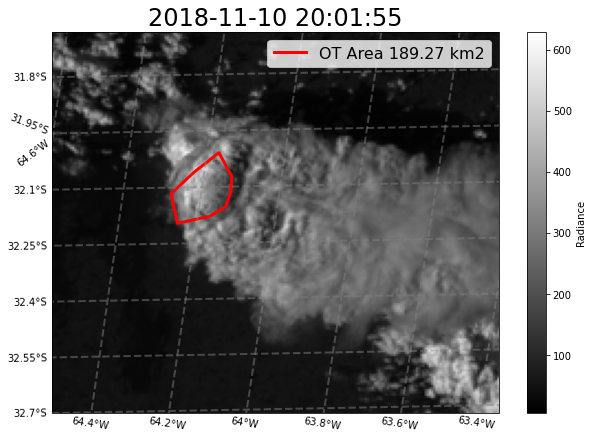 2018-11-10 20:01:55
OT Area 189.27 km2
31.8°S
31.95°S
64.6°W
32.1°S
32.25°S
32.4°S
32.55°S
32.7°S
64.4°W
64.2°W
64°W
63.8°W
63.6°W
63.4°W
600
500
400
300
200
100
Radiance